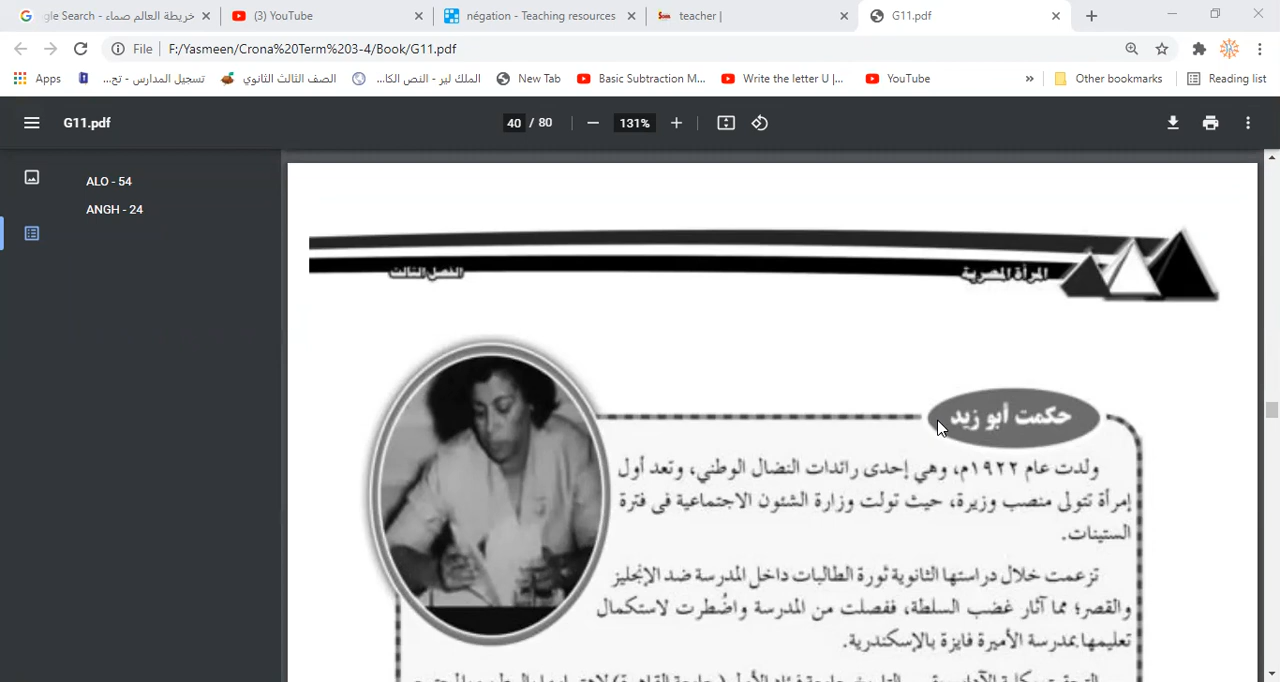 gle Search - خريطة العالم صماء
(3) YouTube
négation - Teaching resources
teacher |
G11.pdf
File | F:/Yasmeen/Crona%20Term%203-4/Book/G11.pdf
Apps
تسجيل المدارس - تح...
الصف الثالث الثانوي
الملك لير - النص الكا...
New Tab
Basic Subtraction M...
Write the letter U |...
YouTube
»
Other bookmarks
Reading list
G11.pdf
40 / 80
131%
ALO - 54
ANGH - 24
المرأة المصرية
الفصل الثالث
حكمت أبو زيد
ولدت عام ١٩٢٢م، وهي إحدى رائدات النضال الوطني، وتعد أول
إمرأة تتولى منصب وزيرة، حيث تولت وزارة الشئون الاجتماعية فى فترة
الستينات.
تزعمت خلال دراستها الثانوية ثورة الطالبات داخل المدرسة ضد الإنجليز
والقصر؛ مما آثار غضب السلطة، ففصلت من المدرسة واضُطرت لاستكمال
تعليمها بمدرسة الأميرة فايزة بالإسكندرية.